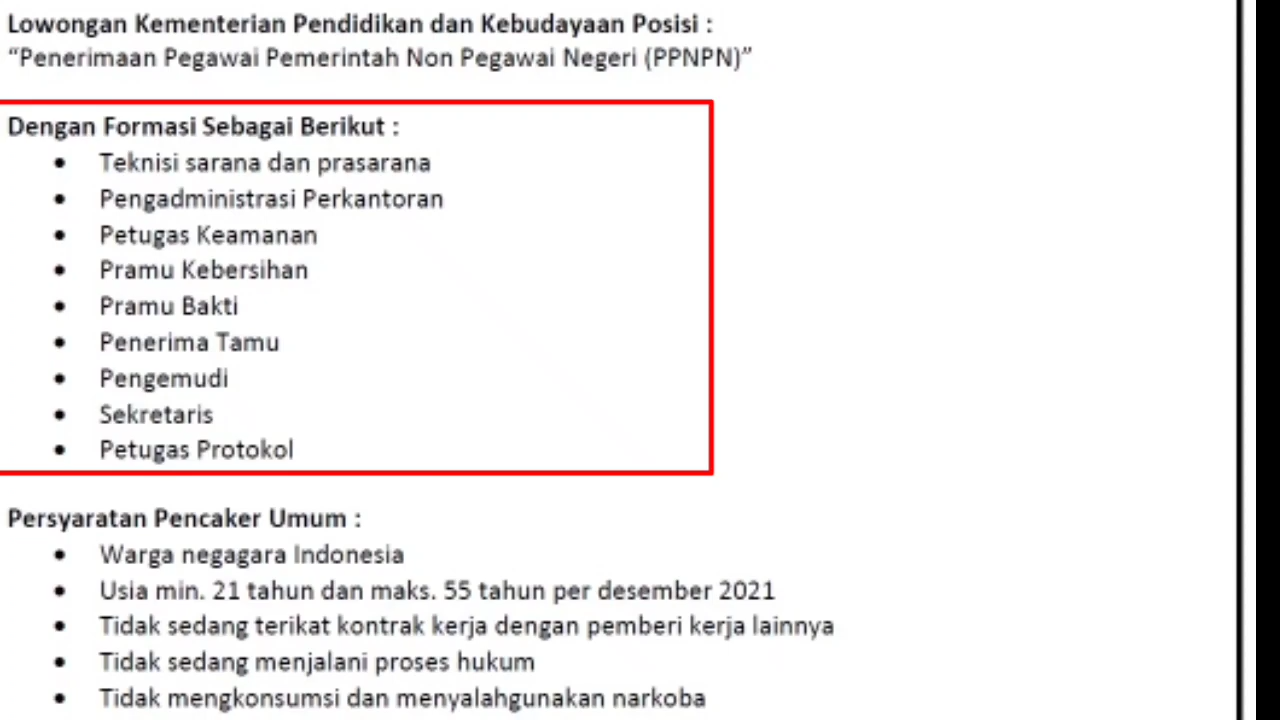 Lowongan Kementerian Pendidikan dan Kebudayaan Posisi :
“Penerimaan Pegawai Pemerintah Non Pegawai Negeri (PPNPN)”
Dengan Formasi Sebagai Berikut :
• Teknisi sarana dan prasarana
• Pengadministrasi Perkantoran
• Petugas Keamanan
• Pramu Kebersihan
• Pramu Bakti
• Penerima Tamu
• Pengemudi
• Sekretaris
• Petugas Protokol
Persyaratan Pencaker Umum :
• Warga negagara Indonesia
• Usia min. 21 tahun dan maks. 55 tahun per desember 2021
• Tidak sedang terikat kontrak kerja dengan pemberi kerja lainnya
• Tidak sedang menjalani proses hukum
• Tidak mengkonsumsi dan menyalahgunakan narkoba